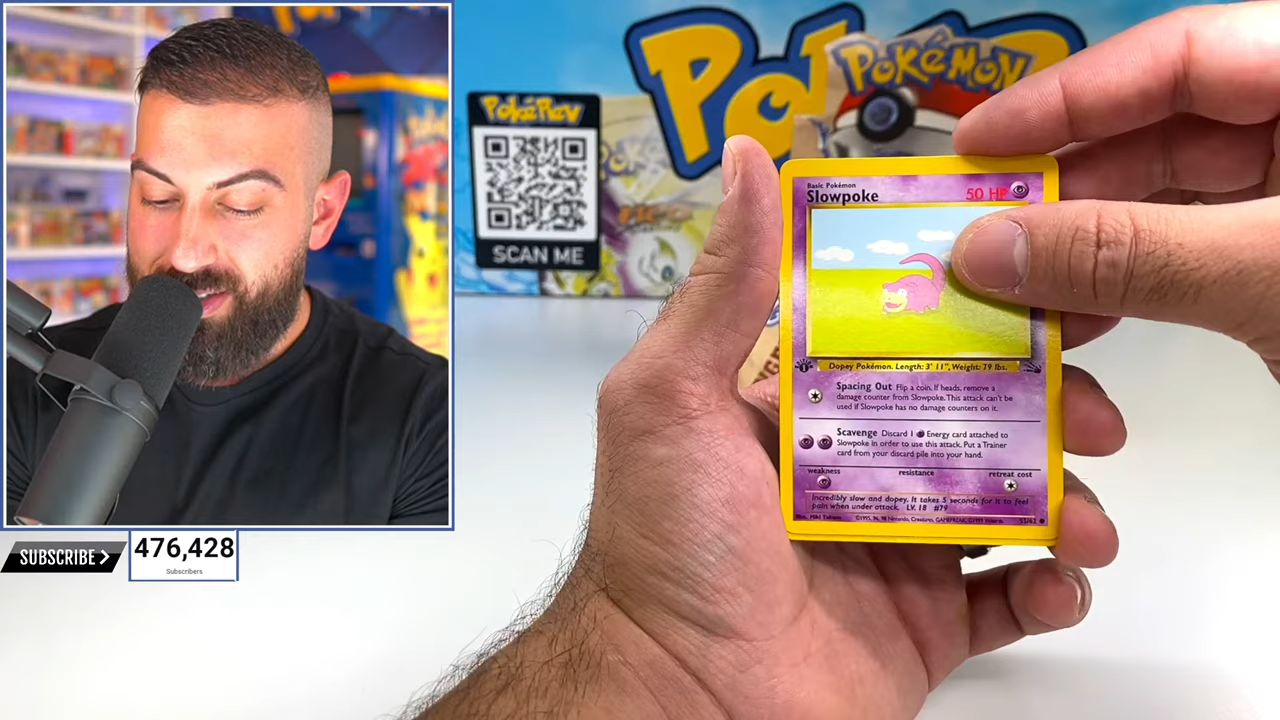 PokéRev
SCAN ME
Pokémon
Basic Pokémon
Slowpoke
50 HP
Dopey Pokémon. Length: 3' 11", Weight: 79 lbs.
Spacing Out Flip a coin. If heads, remove a
damage counter from Slowpoke. This attack can't be
used if Slowpoke has no damage counters on it.
Scavenge Discard 1 Energy card attached to
Slowpoke in order to use this attack. Put a Trainer
card from your discard pile into your hand.
weakness
resistance
retreat cost
Incredibly slow and dopey. It takes 5 seconds for it to feel
pain when under attack. LV. 18 #79
55/62
SUBSCRIBE >
476,428
Subscribers